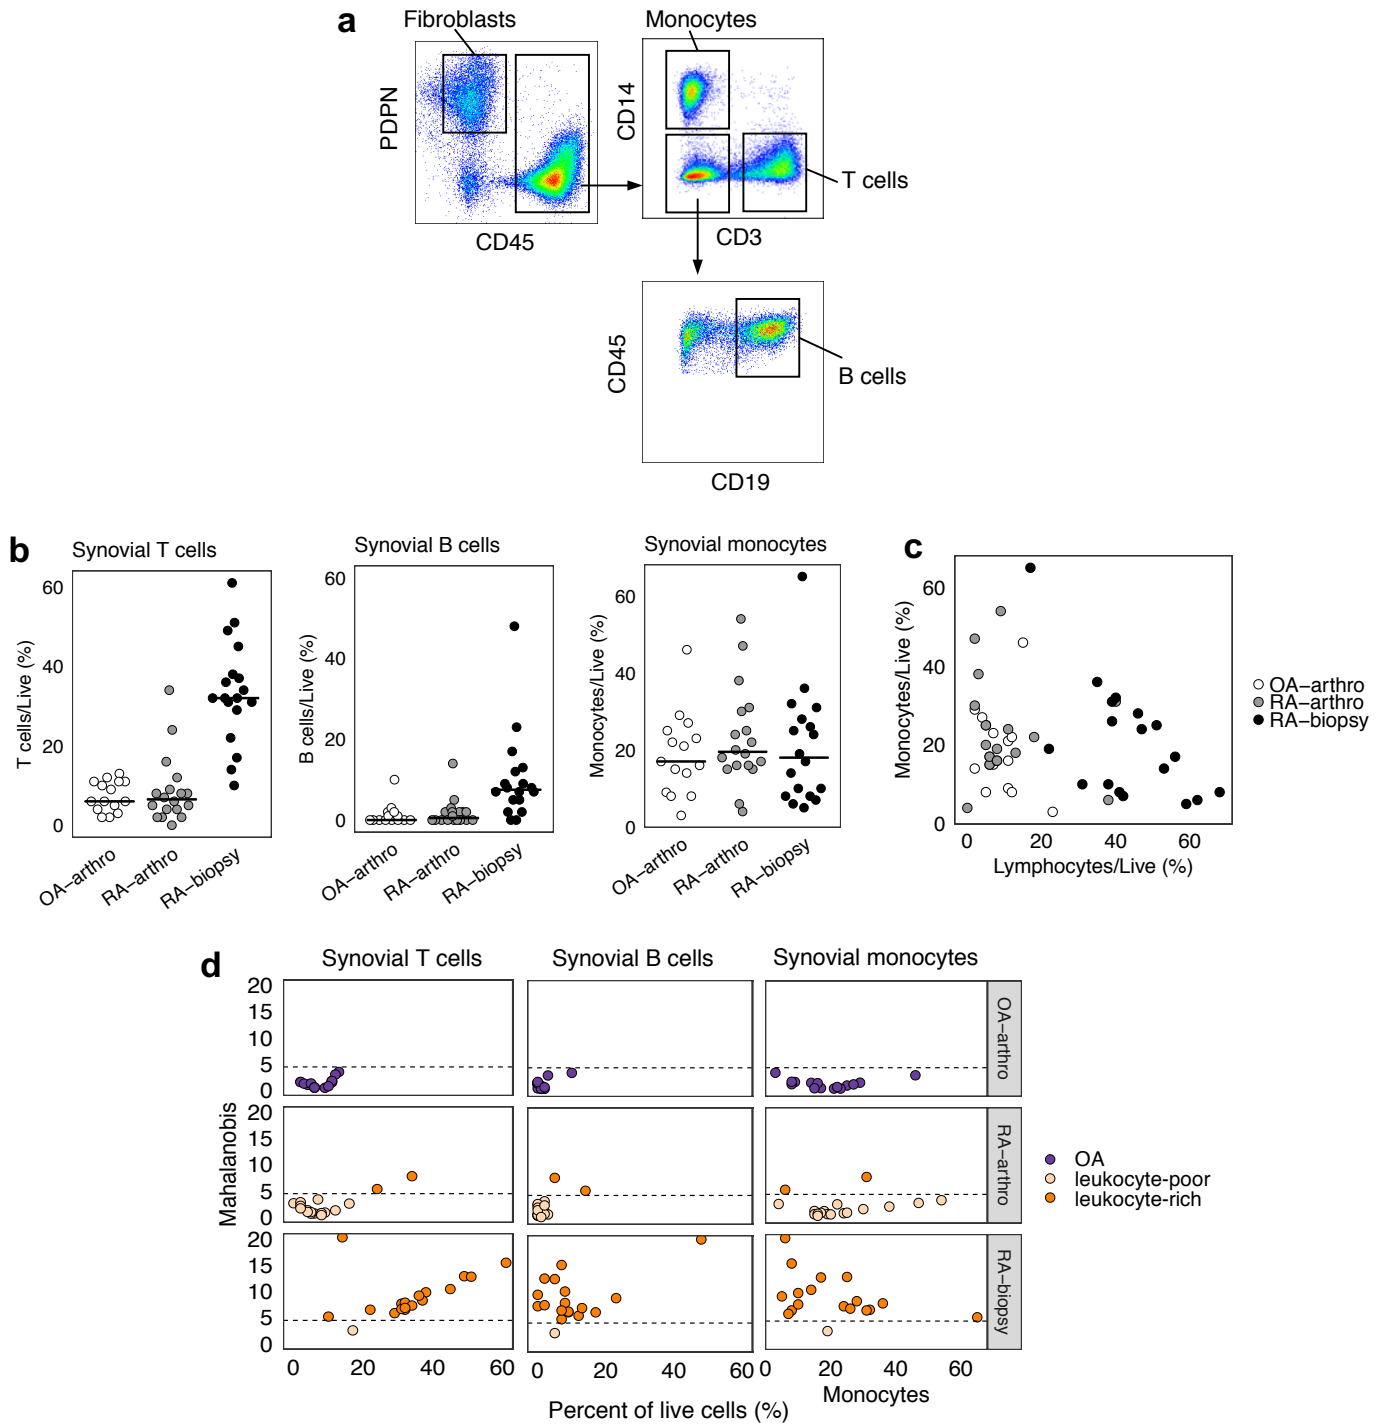 a
Fibroblasts
Monocytes
PDPN
CD45
CD14
CD3
T cells
CD45
CD19
B cells
b
Synovial T cells
T cells/Live (%)
60
40
20
0
OA−arthro
RA−arthro
RA−biopsy
Synovial B cells
B cells/Live (%)
60
40
20
0
OA−arthro
RA−arthro
RA−biopsy
Synovial monocytes
Monocytes/Live (%)
60
40
20
0
OA−arthro
RA−arthro
RA−biopsy
c
Monocytes/Live (%)
60
40
20
0
0 20 40 60
Lymphocytes/Live (%)
OA−arthro
RA−arthro
RA−biopsy
d
Synovial T cells
Synovial B cells
Synovial monocytes
Mahalanobis
20
15
10
5
0
OA−arthro
20
15
10
5
0
RA−arthro
20
15
10
5
0
RA−biopsy
0 20 40 60
0 20 40 60
0 20 40 60
Percent of live cells (%)
Monocytes
OA
leukocyte-poor
leukocyte-rich